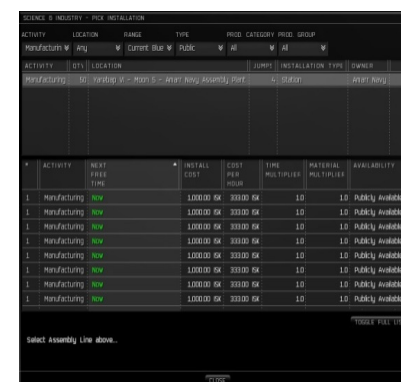 SCIENCE & INDUSTRY - PICK INSTALLATION
ACTIVITY LOCATION RANGE TYPE PROD. CATEGORY PROD. GROUP
Manufacturin Any Current Blue Public All All
ACTIVITY QTY LOCATION JUMPS INSTALLATION TYPE OWNER
Manufacturing 50 VI - Moon 5 - Amarr Navy Assembly Plant 4 Station Amarr Navy
* ACTIVITY NEXT FREE TIME INSTALL COST COST PER HOUR TIME MULTIPLIER MATERIAL MULTIPLIER AVAILABILITY
1 Manufacturing Now 1,000.00 ISK 333.00 ISK 1.0 1.0 Publicly Available
1 Manufacturing Now 1,000.00 ISK 333.00 ISK 1.0 1.0 Publicly Available
1 Manufacturing Now 1,000.00 ISK 333.00 ISK 1.0 1.0 Publicly Available
1 Manufacturing Now 1,000.00 ISK 333.00 ISK 1.0 1.0 Publicly Available
1 Manufacturing Now 1,000.00 ISK 333.00 ISK 1.0 1.0 Publicly Available
1 Manufacturing Now 1,000.00 ISK 333.00 ISK 1.0 1.0 Publicly Available
1 Manufacturing Now 1,000.00 ISK 333.00 ISK 1.0 1.0 Publicly Available
1 Manufacturing Now 1,000.00 ISK 333.00 ISK 1.0 1.0 Publicly Available
TOGGLE FULL LIS
Select Assembly Line above...
CLOSE